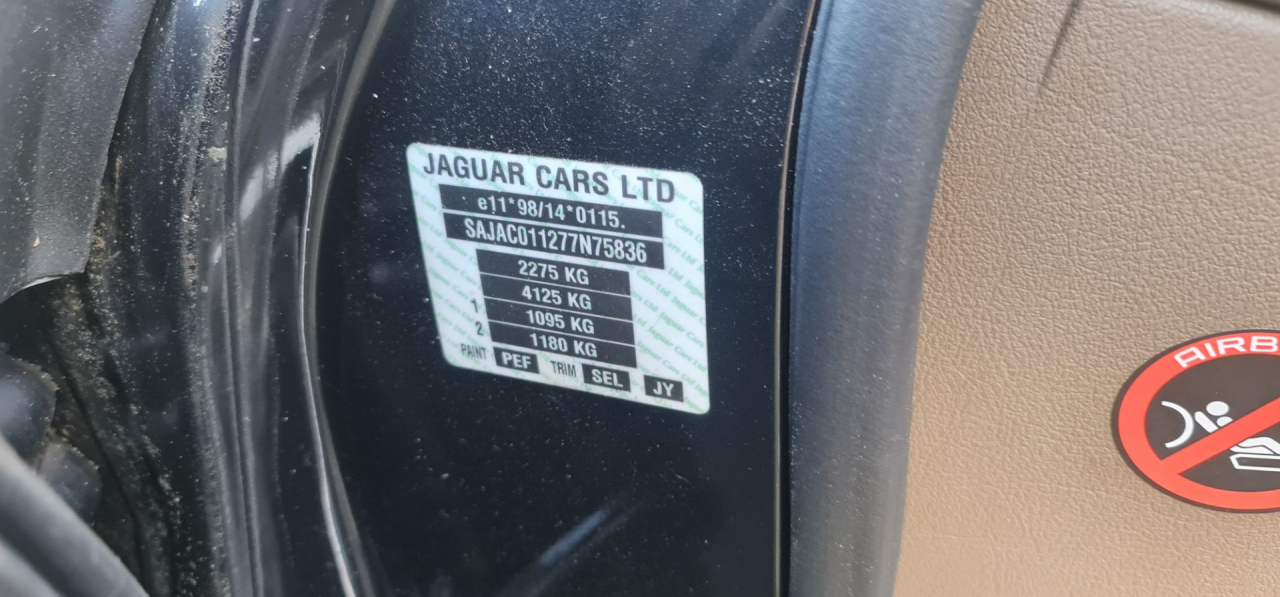 JAGUAR CARS LTD
e11*98/14*0115.
SAJAC011277N75836
2275 KG
4125 KG
1 1095 KG
2 1180 KG
PAINT PEF TRIM SEL JY
AIRB